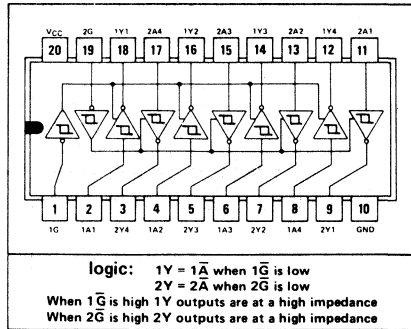 VCC 2G 1Y1 2A4 1Y2 2A3 1Y3 2A2 1Y4 2A1
20 19 18 17 16 15 14 13 12 11
1 2 3 4 5 6 7 8 9 10
1G 1A1 2Y4 1A2 2Y3 1A3 2Y2 1A4 2Y1 GND
logic: 1Y = 1A̅ when 1G̅ is low
2Y = 2A̅ when 2G̅ is low
When 1G̅ is high 1Y outputs are at a high impedance
When 2G̅ is high 2Y outputs are at a high impedance